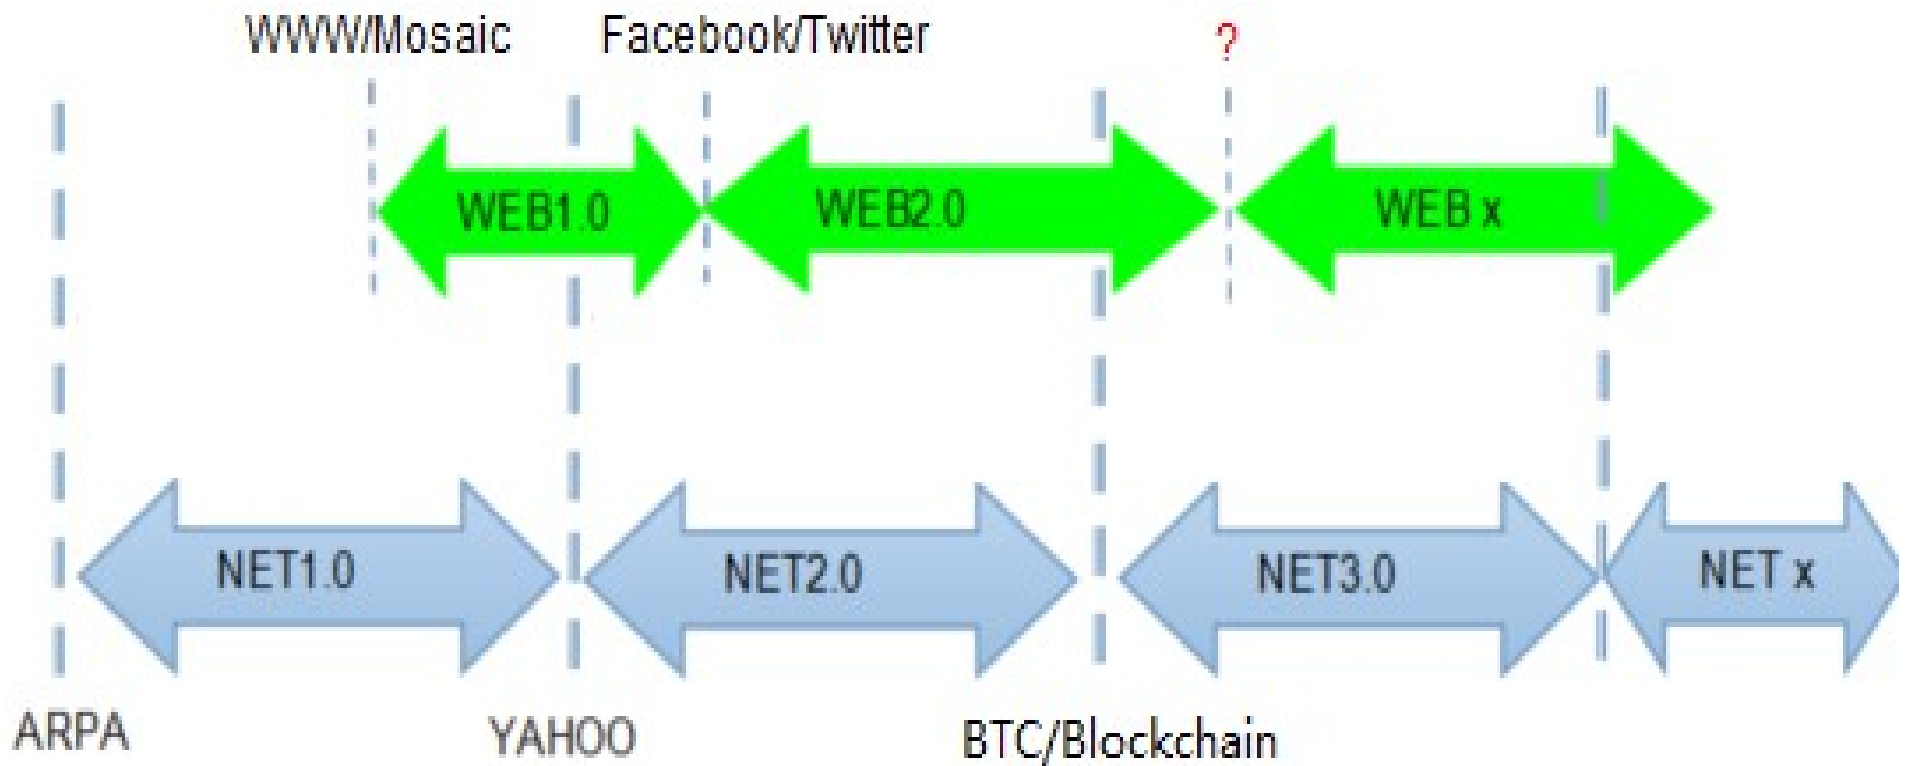 WWW/Mosaic Facebook/Twitter ?
WEB1.0 WEB2.0 WEB x
NET1.0 NET2.0 NET3.0 NET x
ARPA YAHOO BTC/Blockchain